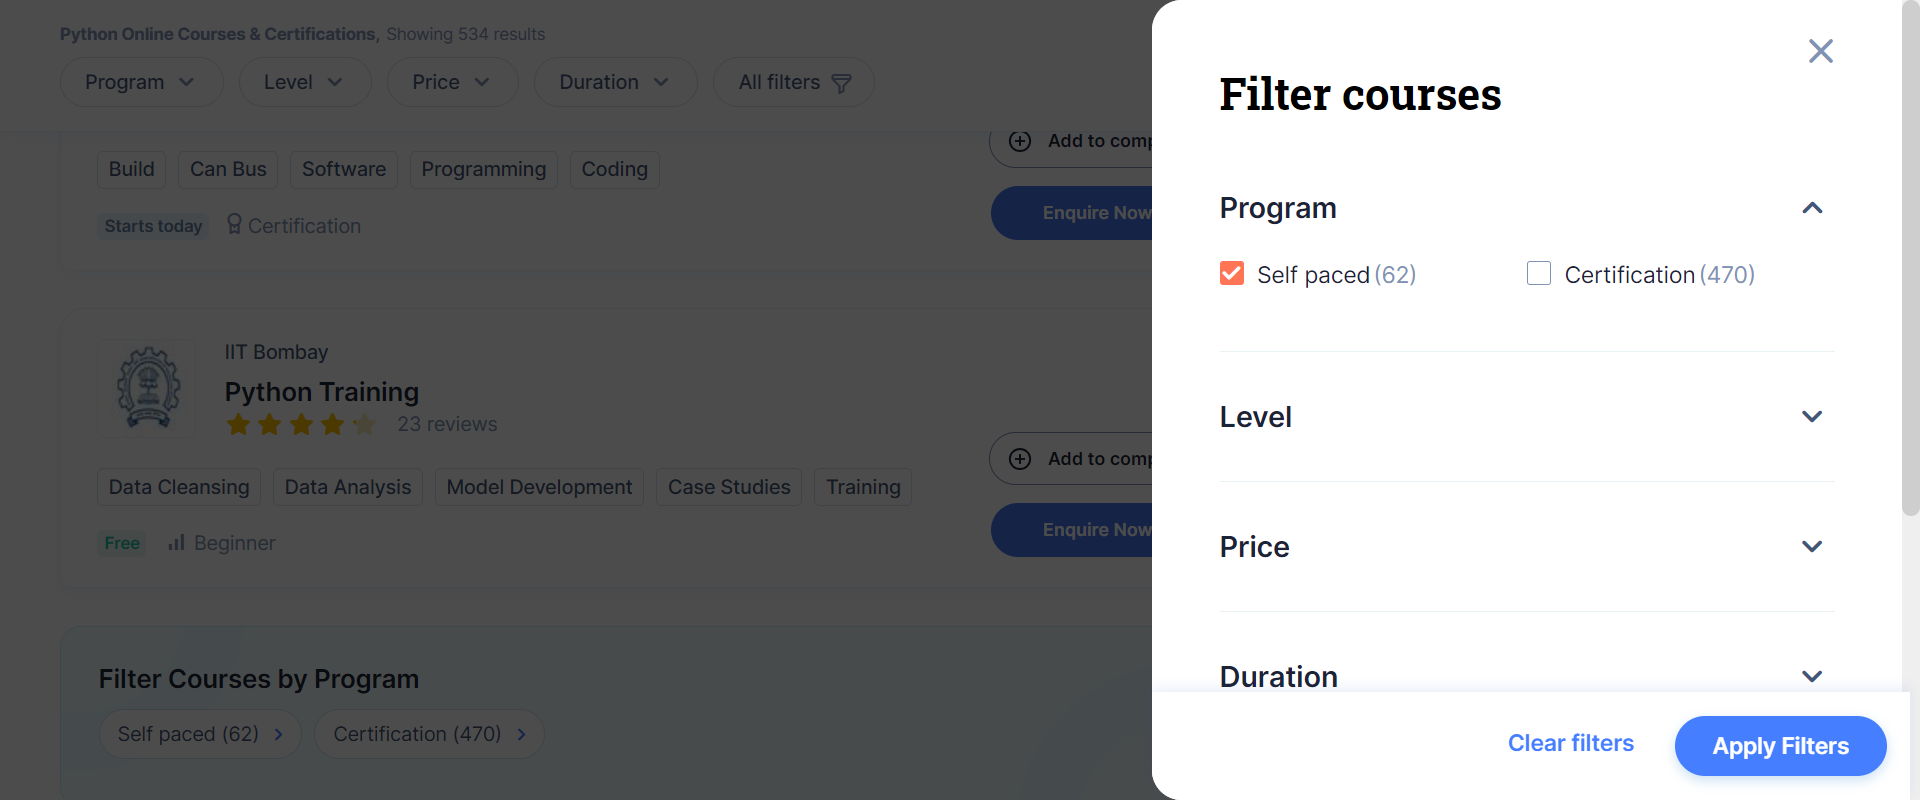 Python Online Courses & Certifications, Showing 534 results
Program Level Price Duration All filters
Add to comp
Build Can Bus Software Programming Coding
Enquire Now
Starts today Certification
IIT Bombay
Python Training
23 reviews
Add to comp
Data Cleansing Data Analysis Model Development Case Studies Training
Enquire Now
Free Beginner
Filter Courses by Program
Self paced (62) Certification (470)
Filter courses
Program
Self paced (62) Certification (470)
Level
Price
Duration
Clear filters Apply Filters